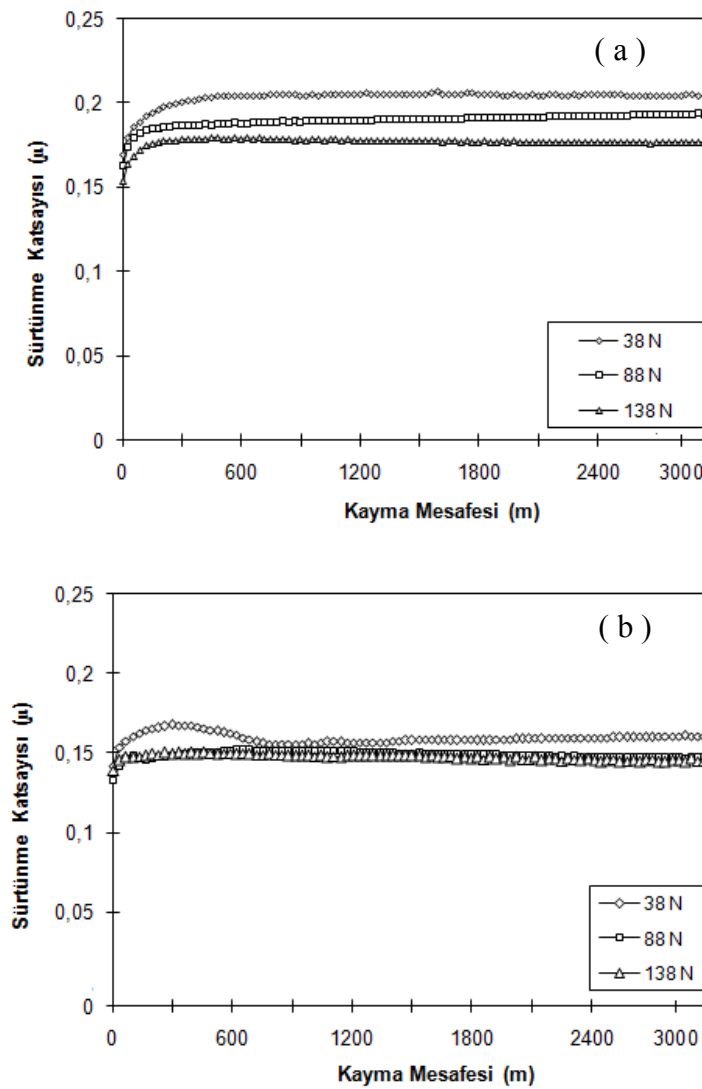 0,25
( a )
0,2
0,15
0,1
0,05
0
Sürtünme Katsayısı (µ)
38 N
88 N
138 N
0 600 1200 1800 2400 3000
Kayma Mesafesi (m)
0,25
( b )
0,2
0,15
0,1
0,05
0
Sürtünme Katsayısı (µ)
38 N
88 N
138 N
0 600 1200 1800 2400 3000
Kayma Mesafesi (m)